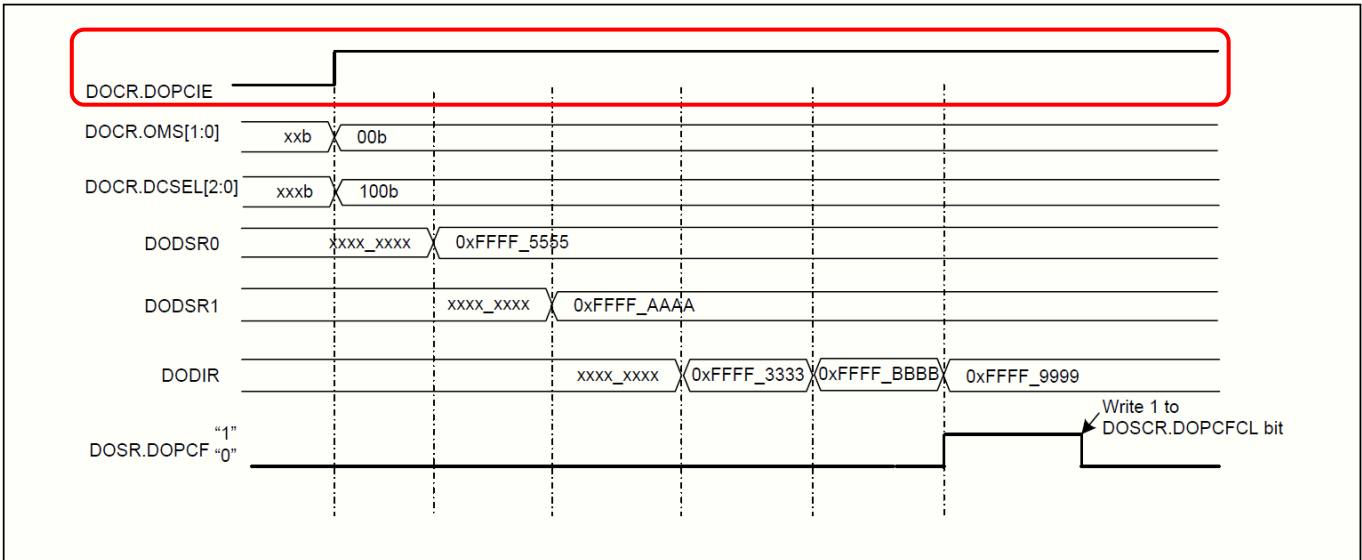 DOCR.DOPCIE
DOCR.OMS[1:0] xxb 00b
DOCR.DCSEL[2:0] xxxb 100b
DODSR0 xxxx_xxxx 0xFFFF_5555
DODSR1 xxxx_xxxx 0xFFFF_AAAA
DODIR xxxx_xxxx 0xFFFF_3333 0xFFFF_BBBB 0xFFFF_9999
Write 1 to
DOSCR.DOPCFCL bit
“1”
DOSR.DOPCF “0”